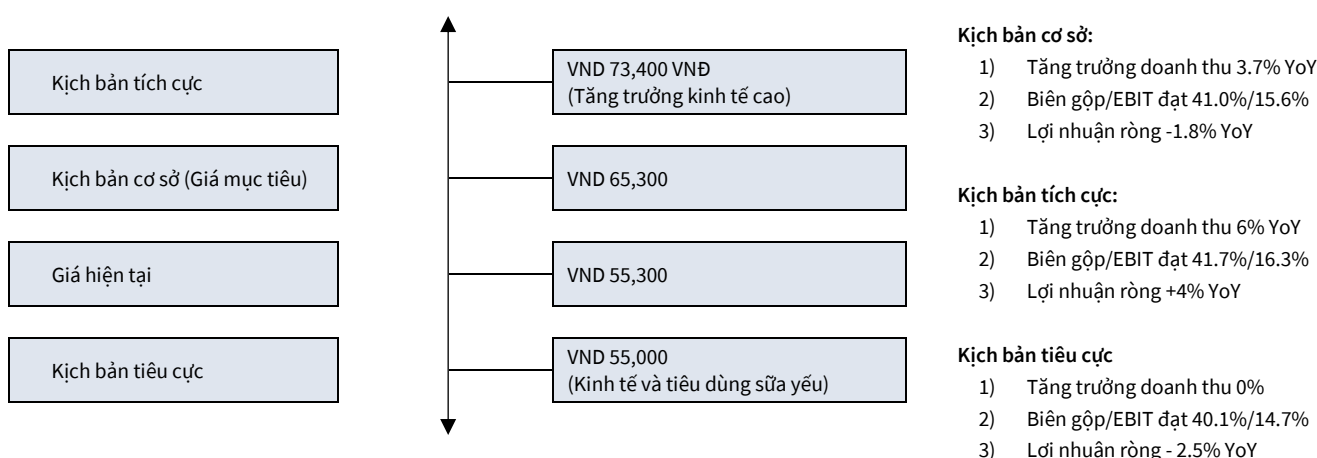 Kịch bản tích cực
VND 73,400 VNĐ
(Tăng trưởng kinh tế cao)
Kịch bản cơ sở (Giá mục tiêu)
VND 65,300
Giá hiện tại
VND 55,300
Kịch bản tiêu cực
VND 55,000
(Kinh tế và tiêu dùng sữa yếu)
Kịch bản cơ sở:
1) Tăng trưởng doanh thu 3.7% YoY
2) Biên gộp/EBIT đạt 41.0%/15.6%
3) Lợi nhuận ròng -1.8% YoY
Kịch bản tích cực:
1) Tăng trưởng doanh thu 6% YoY
2) Biên gộp/EBIT đạt 41.7%/16.3%
3) Lợi nhuận ròng +4% YoY
Kịch bản tiêu cực
1) Tăng trưởng doanh thu 0%
2) Biên gộp/EBIT đạt 40.1%/14.7%
3) Lợi nhuận ròng - 2.5% YoY